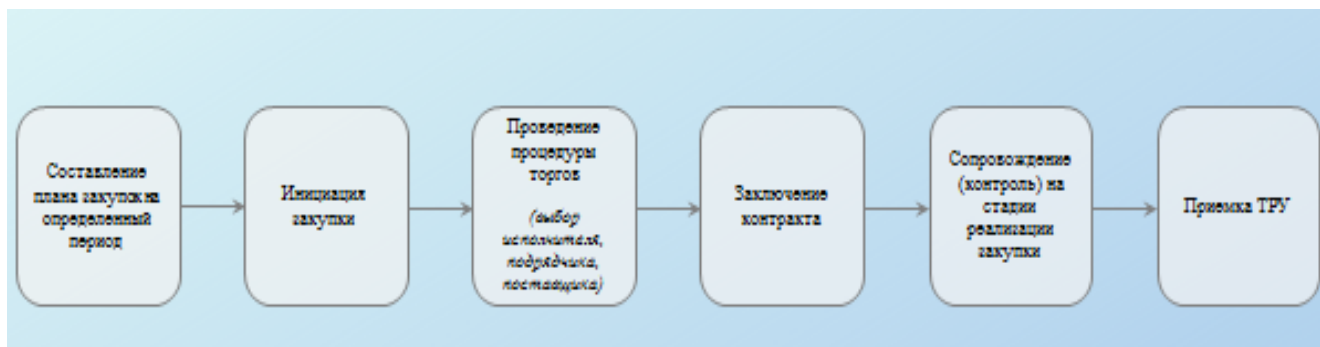 Составление
плана закупок на
определенный
период
Инициация
закупки
Проведение
процедуры
торгов
(выбор
исполнителя,
подрядчика,
поставщика)
Заключение
контракта
Сопровождение
(контроль) на
стадии
реализации
закупки
Приемка ТРУ